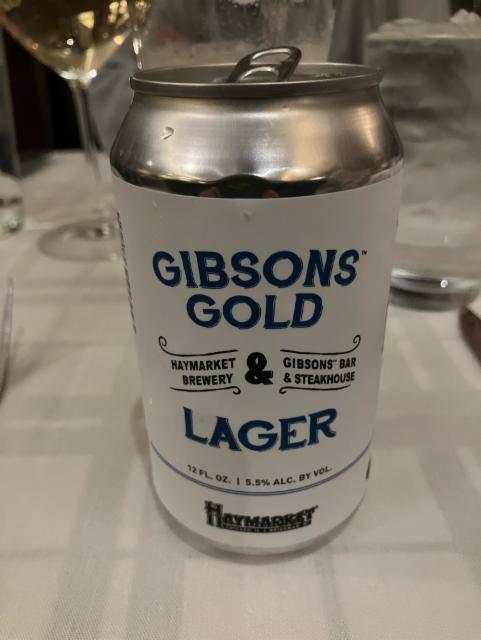 GIBSONS™
GOLD
HAYMARKET
BREWERY
&
GIBSONS™ BAR
& STEAKHOUSE
LAGER
12 FL. OZ. | 5.5% ALC. BY VOL.
HAYMARKET